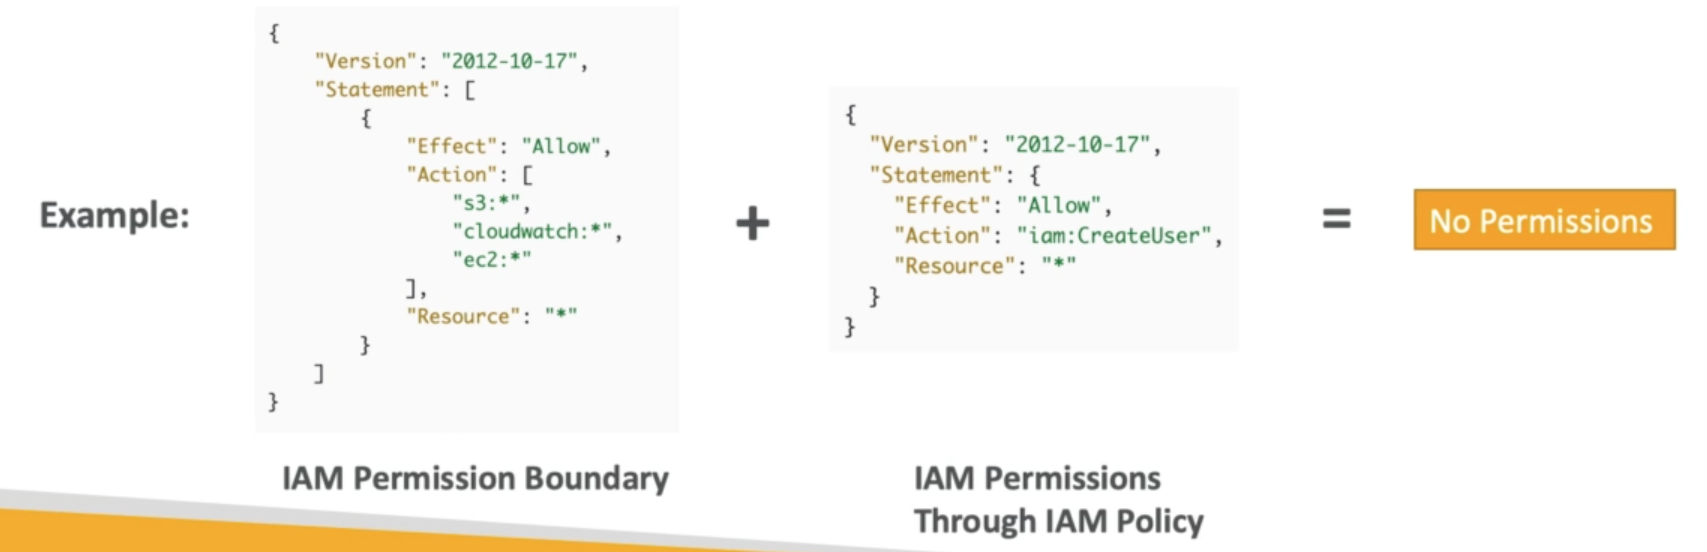 Example:
{
    "Version": "2012-10-17",
    "Statement": [
        {
            "Effect": "Allow",
            "Action": [
                "s3:*",
                "cloudwatch:*",
                "ec2:*"
            ],
            "Resource": "*"
        }
    ]
}
IAM Permission Boundary
+
{
  "Version": "2012-10-17",
  "Statement": {
    "Effect": "Allow",
    "Action": "iam:CreateUser",
    "Resource": "*"
  }
}
IAM Permissions
Through IAM Policy
=
No Permissions